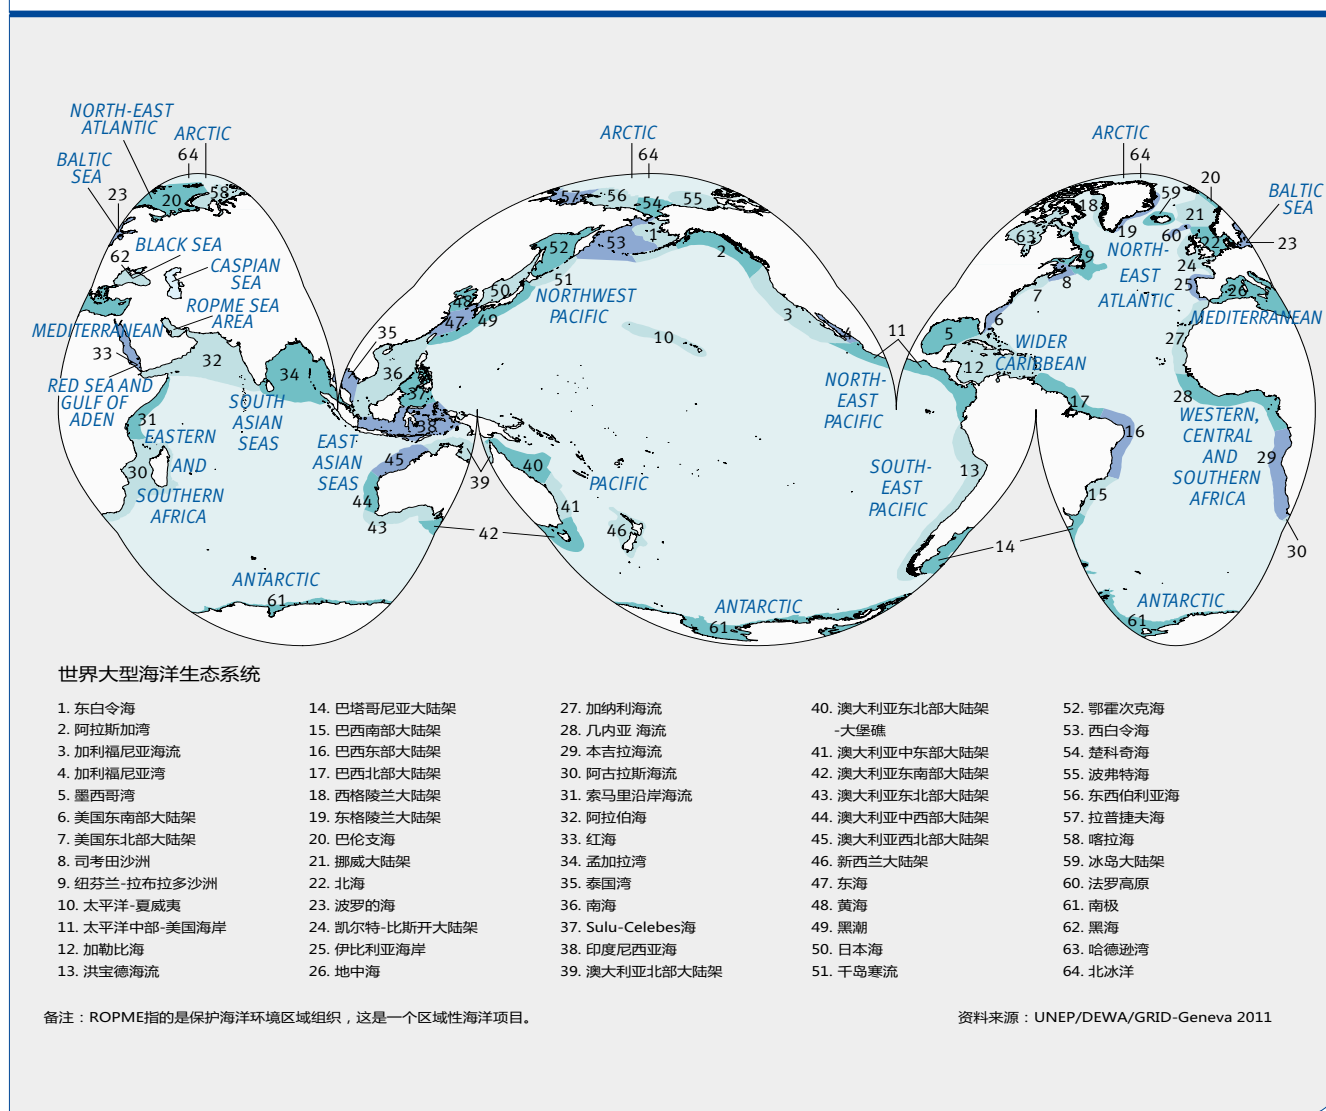 NORTH-EAST
ATLANTIC
ARCTIC
64
BALTIC
SEA
23
20
58
BLACK SEA
62
CASPIAN
SEA
ROPME SEA
AREA
MEDITERRANEAN
33
32
34
35
RED SEA AND
GULF OF
ADEN
SOUTH
ASIAN
SEAS
31
EASTERN
AND
SOUTHERN
AFRICA
30
EAST
ASIAN
SEAS
45
44
43
39
42
ANTARCTIC
61
ARCTIC
64
57
56
54
55
52
53
1
2
51
50
48
47
49
NORTHWEST
PACIFIC
36
37
38
10
3
4
11
40
41
PACIFIC
46
NORTH-
EAST
PACIFIC
SOUTH-
EAST
PACIFIC
13
14
ANTARCTIC
61
ARCTIC
64
20
59
18
19
21
60
22
BALTIC
SEA
23
63
9
8
7
6
5
NORTH-
EAST
ATLANTIC
24
25
26
MEDITERRANEAN
27
WIDER
CARIBBEAN
12
17
28
16
15
WESTERN,
CENTRAL
AND
SOUTHERN
AFRICA
29
30
ANTARCTIC
61
世界大型海洋生态系统
1. 东白令海
2. 阿拉斯加湾
3. 加利福尼亚海流
4. 加利福尼亚湾
5. 墨西哥湾
6. 美国东南部大陆架
7. 美国东北部大陆架
8. 司考田沙洲
9. 纽芬兰-拉布拉多沙洲
10. 太平洋-夏威夷
11. 太平洋中部-美国海岸
12. 加勒比海
13. 洪宝德海流
14. 巴塔哥尼亚大陆架
15. 巴西南部大陆架
16. 巴西东部大陆架
17. 巴西北部大陆架
18. 西格陵兰大陆架
19. 东格陵兰大陆架
20. 巴伦支海
21. 挪威大陆架
22. 北海
23. 波罗的海
24. 凯尔特-比斯开大陆架
25. 伊比利亚海岸
26. 地中海
27. 加纳利海流
28. 几内亚 海流
29. 本吉拉海流
30. 阿古拉斯海流
31. 索马里沿岸海流
32. 阿拉伯海
33. 红海
34. 孟加拉湾
35. 泰国湾
36. 南海
37. Sulu-Celebes海
38. 印度尼西亚海
39. 澳大利亚北部大陆架
40. 澳大利亚东北部大陆架
-大堡礁
41. 澳大利亚中东部大陆架
42. 澳大利亚东南部大陆架
43. 澳大利亚东北部大陆架
44. 澳大利亚中西部大陆架
45. 澳大利亚西北部大陆架
46. 新西兰大陆架
47. 东海
48. 黄海
49. 黑潮
50. 日本海
51. 千岛寒流
52. 鄂霍次克海
53. 西白令海
54. 楚科奇海
55. 波弗特海
56. 东西伯利亚海
57. 拉普捷夫海
58. 喀拉海
59. 冰岛大陆架
60. 法罗高原
61. 南极
62. 黑海
63. 哈德逊湾
64. 北冰洋
备注：ROPME指的是保护海洋环境区域组织，这是一个区域性海洋项目。
资料来源：UNEP/DEWA/GRID-Geneva 2011